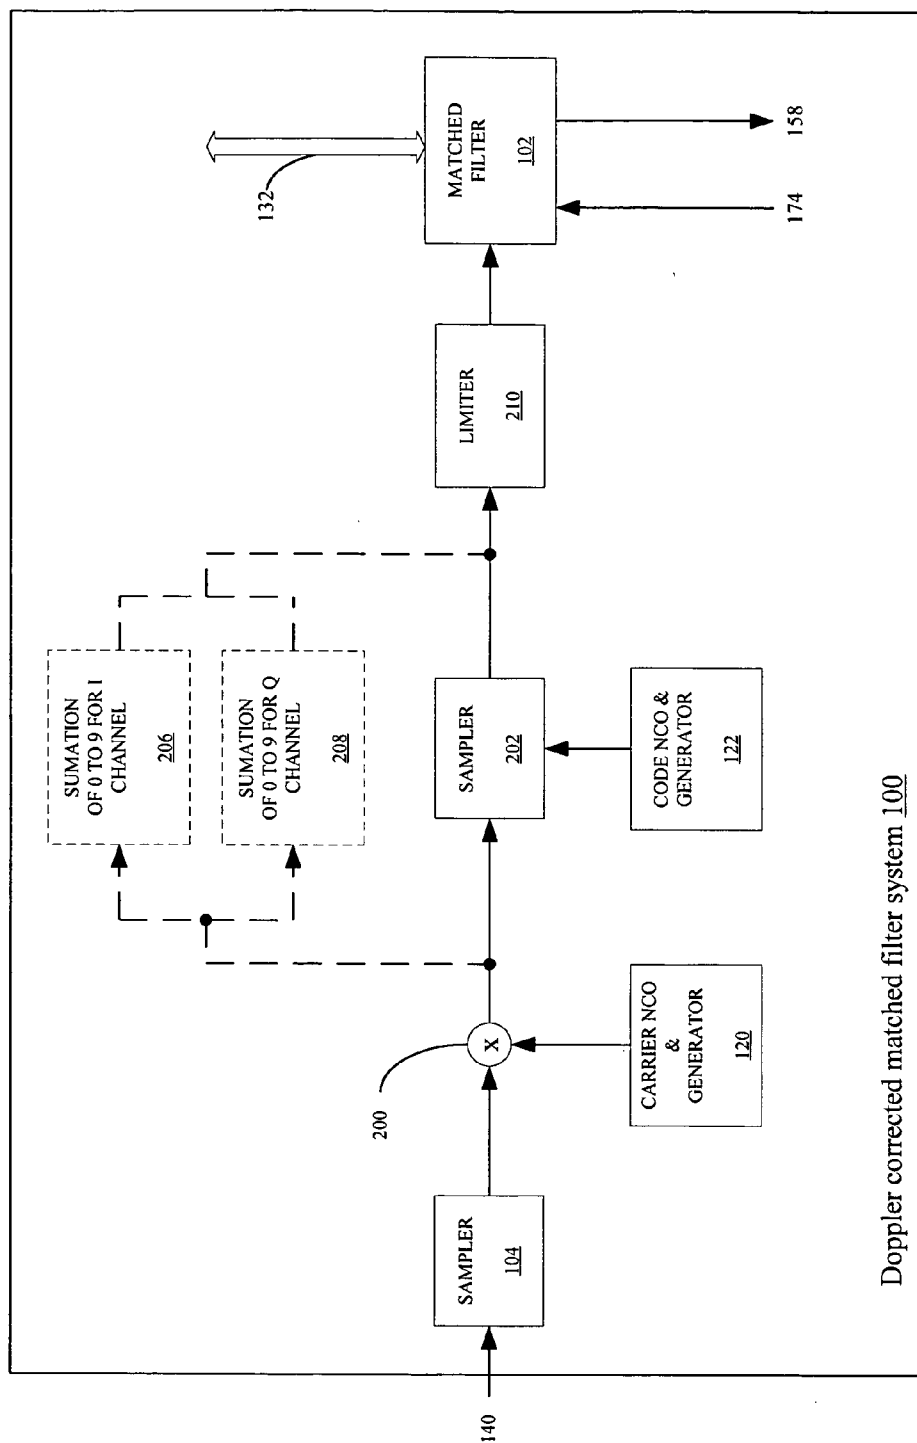 SUMATION
OF 0 TO 9 FOR I
CHANNEL
206
SUMATION
OF 0 TO 9 FOR Q
CHANNEL
208
132
140
SAMPLER
104
200
X
SAMPLER
202
LIMITER
210
MATCHED
FILTER
102
CARRIER NCO
&
GENERATOR
120
CODE NCO &
GENERATOR
122
174
158
Doppler corrected matched filter system 100